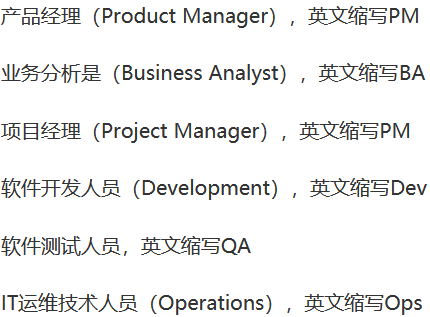 产品经理（Product Manager），英文缩写PM
业务分析是（Business Analyst），英文缩写BA
项目经理（Project Manager），英文缩写PM
软件开发人员（Development），英文缩写Dev
软件测试人员，英文缩写QA
IT运维技术人员（Operations），英文缩写Ops